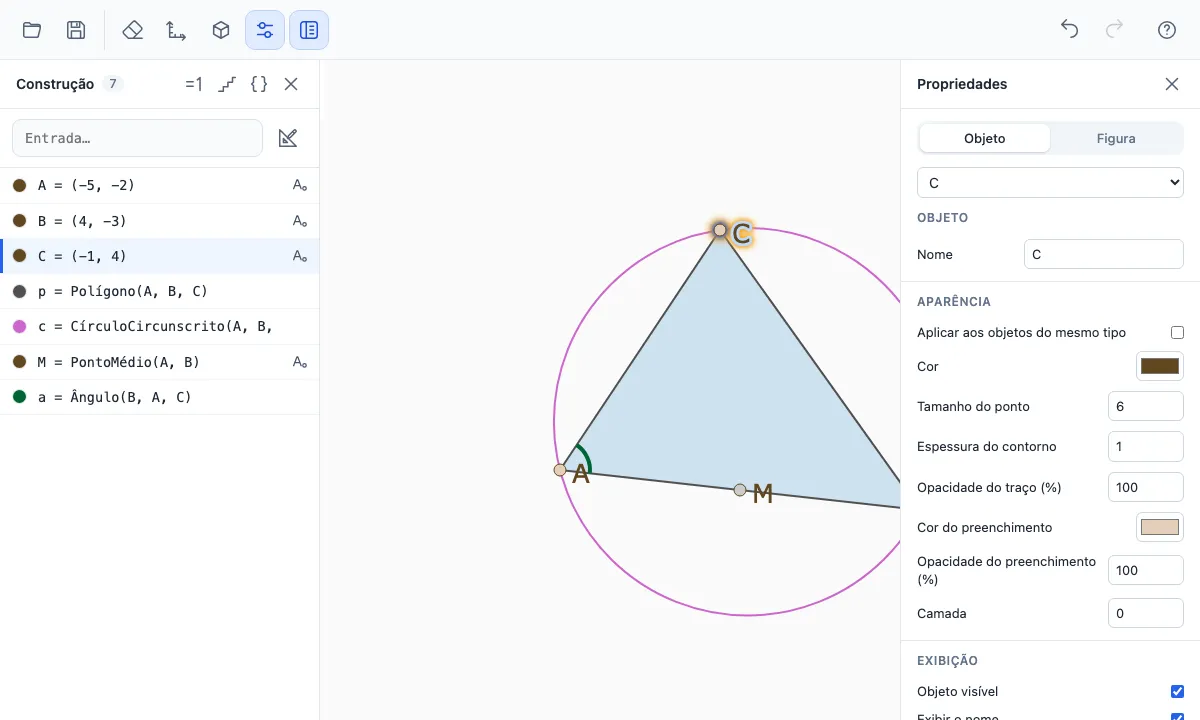 Construção 7
=1
{}
Entrada…
A = (−5, −2)
B = (4, −3)
C = (−1, 4)
p = Polígono(A, B, C)
c = CírculoCircunscrito(A, B,
M = PontoMédio(A, B)
a = Ângulo(B, A, C)
C
A
M
Propriedades
Objeto Figura
C
OBJETO
Nome C
APARÊNCIA
Aplicar aos objetos do mesmo tipo
Cor
Tamanho do ponto 6
Espessura do contorno 1
Opacidade do traço (%) 100
Cor do preenchimento
Opacidade do preenchimento
(%) 100
Camada 0
EXIBIÇÃO
Objeto visível
Exibir o nome